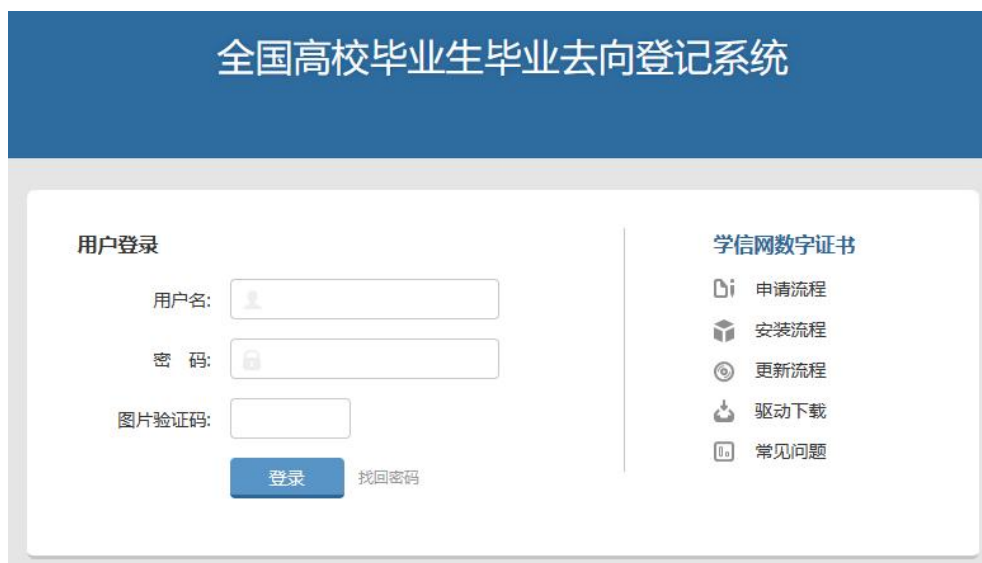 全国高校毕业生毕业去向登记系统
用户登录
用户名:
密 码:
图片验证码:
登录 找回密码
学信网数字证书
申请流程
安装流程
更新流程
驱动下载
常见问题